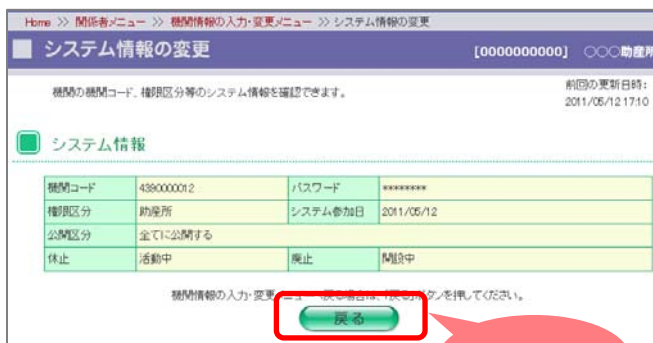 Home >> 関係者メニュー >> 機関情報の入力・変更メニュー >> システム情報の変更
システム情報の変更 [0000000000] ○○○助産所
機関の機関コード、権限区分等のシステム情報を確認できます。
前回の更新日時:
2011/05/12 17:10
システム情報
機関コード 4390000012 パスワード ********
権限区分 助産所 システム参加日 2011/05/12
公開区分 全てに公開する
休止 活動中 廃止 開設中
機関情報の入力・変更メニューへ戻る場合は、「戻る」ボタンを押してください。
戻る